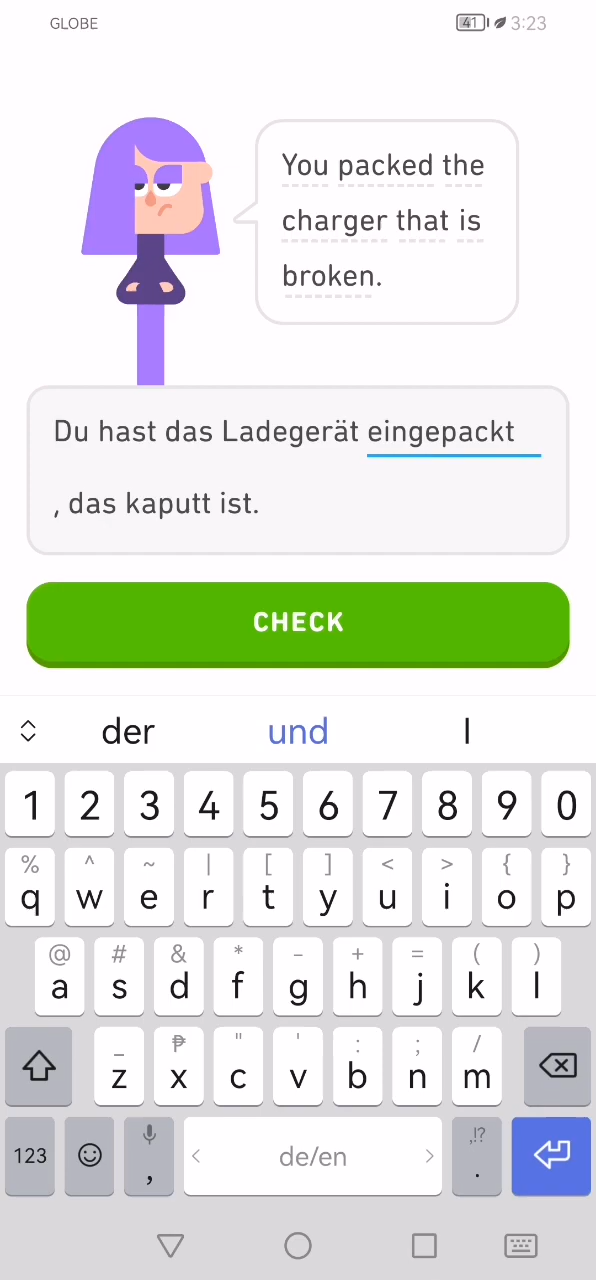 GLOBE 41 3:23
You packed the
charger that is
broken.
Du hast das Ladegerät eingepackt
, das kaputt ist.
CHECK
der und I
1 2 3 4 5 6 7 8 9 0
% ^ ~ | [ ] < > { }
q w e r t y u i o p
@ # & * - + = ( )
a s d f g h j k l
_ ₱ " ' : ; /
z x c v b n m
123 , < de/en > ,!? .